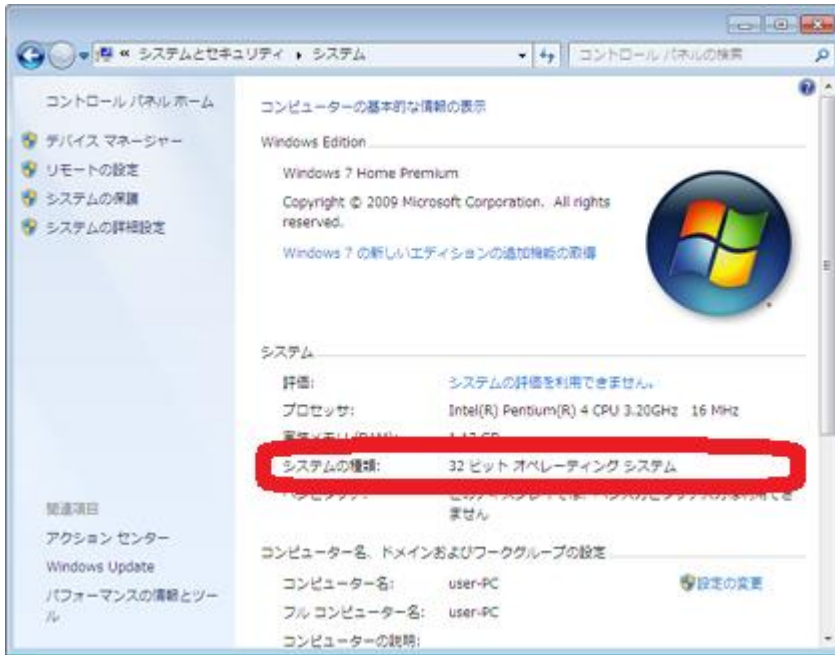 « システムとセキュリティ ▸ システム
コントロール パネルの検索
コントロール パネル ホーム
デバイス マネージャー
リモートの設定
システムの保護
システムの詳細設定
関連項目
アクション センター
Windows Update
パフォーマンスの情報とツー
ル
コンピューターの基本的な情報の表示
Windows Edition
Windows 7 Home Premium
Copyright © 2009 Microsoft Corporation. All rights
reserved.
Windows 7 の新しいエディションの追加機能の取得
システム
評価: システムの評価を利用できません。
プロセッサ: Intel(R) Pentium(R) 4 CPU 3.20GHz 16 MHz
システムの種類: 32 ビット オペレーティング システム
ません
コンピューター名、ドメインおよびワークグループの設定
コンピューター名: user-PC
設定の変更
フル コンピューター名: user-PC
コンピューターの説明: